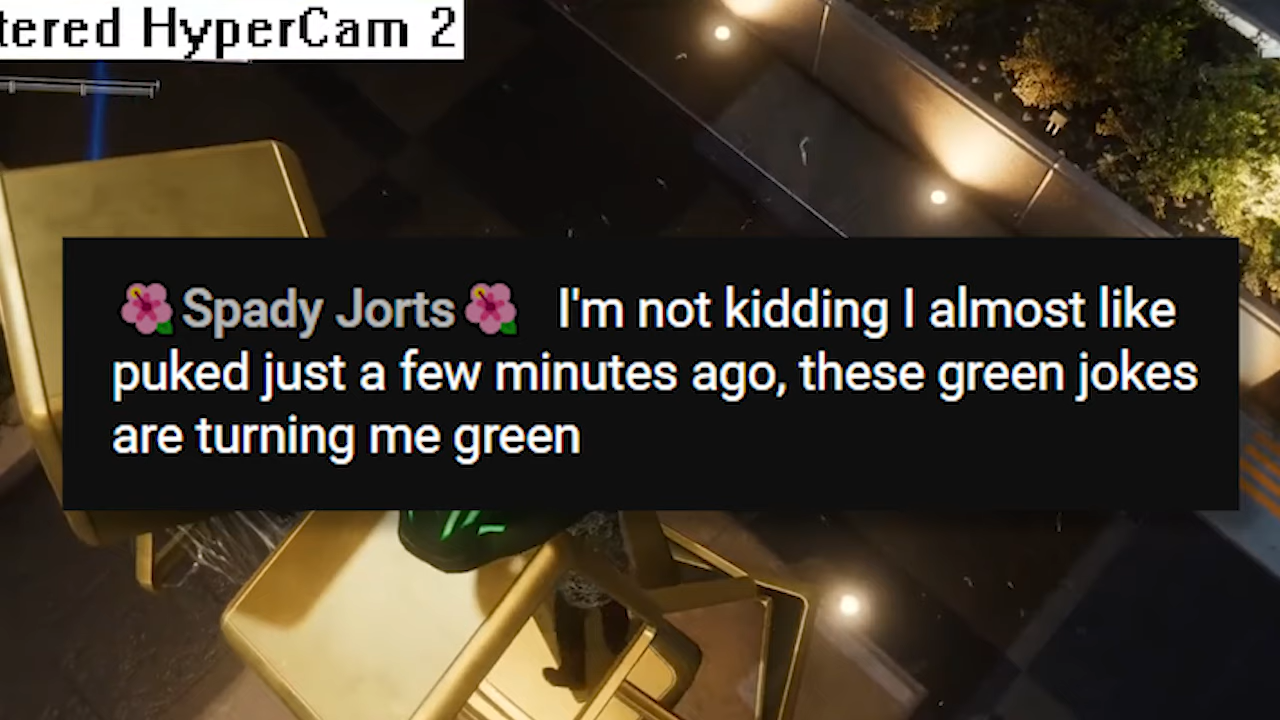 tered HyperCam 2
🌺Spady Jorts🌺 I'm not kidding I almost like
puked just a few minutes ago, these green jokes
are turning me green